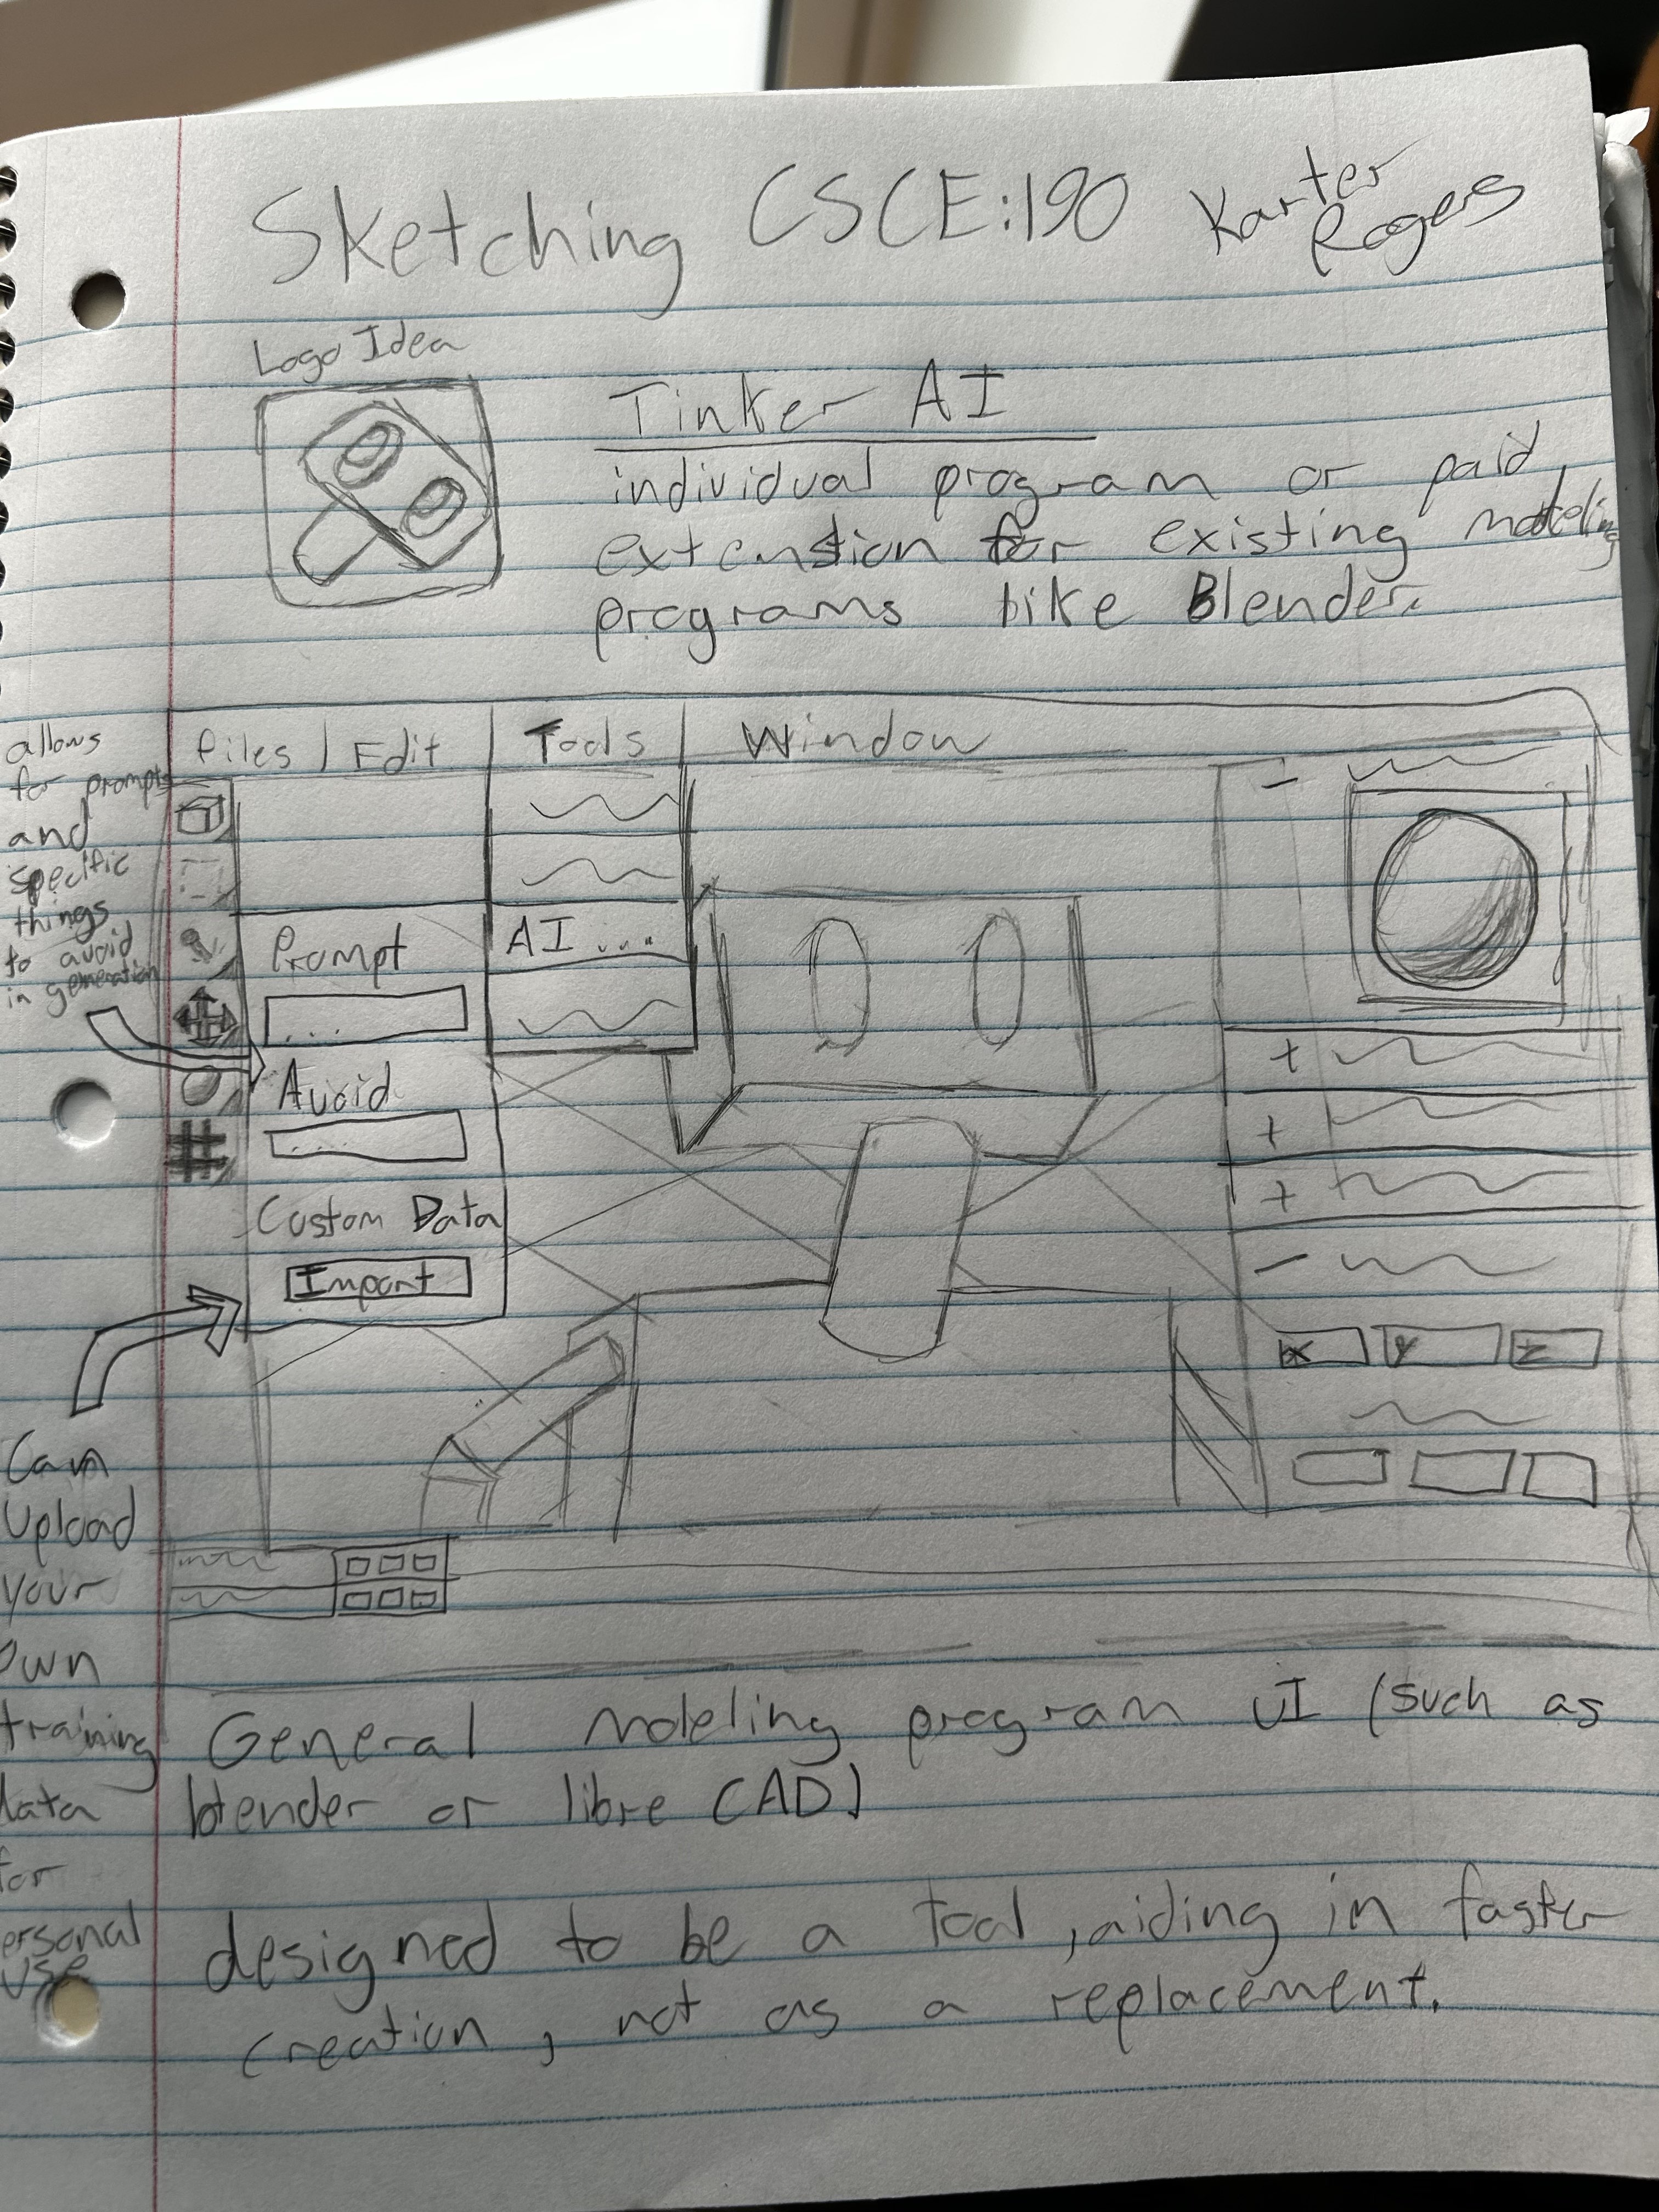 Sketching CSCE:190 Karter Rogers
Logo Idea
Tinker AI
individual program or paid
extension for existing modeling
programs like Blender.
allows
for prompts
and
specific
things
to avoid
in generation
Files | Edit
Tools
Window
AI ...
Prompt
...
Avoid
...
Custom Data
Import
x y z
Can
Upload
your
own
training
data
for
personal
use
General modeling program UI (such as
blender or libre CAD)
designed to be a tool, aiding in faster
creation, not as a replacement.